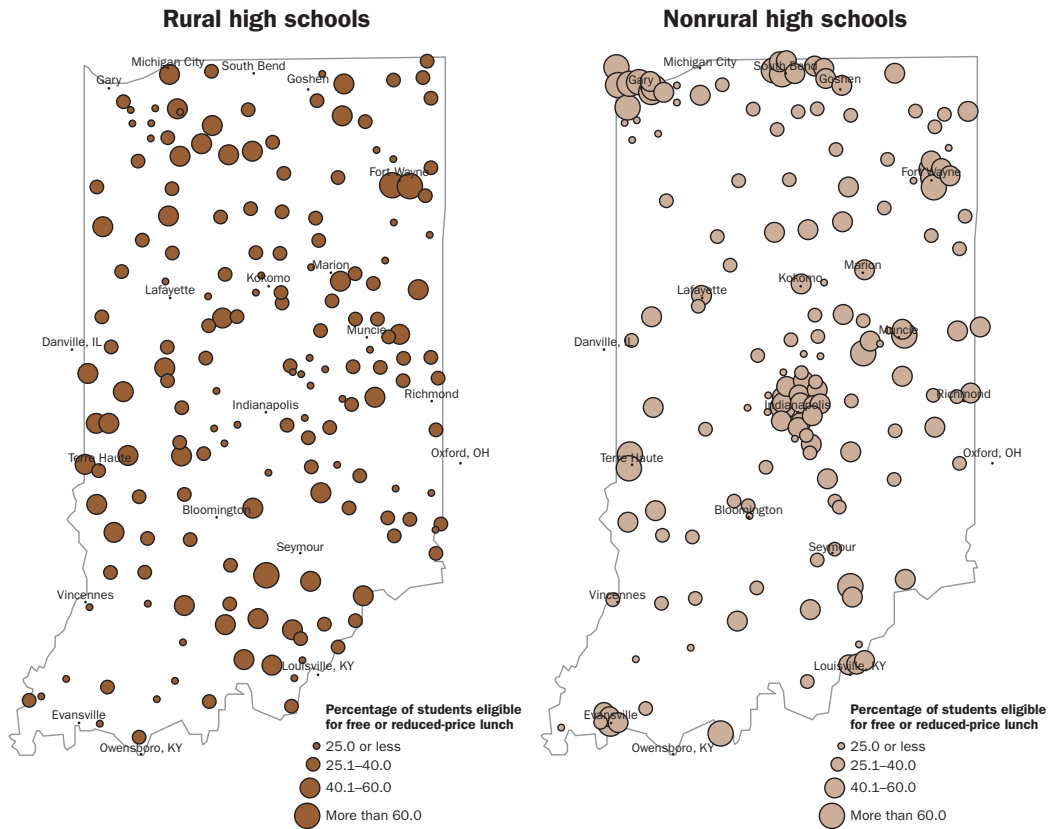 Rural high schools
Michigan City
South Bend
Gary
Goshen
Fort Wayne
Marion
Kokomo
Lafayette
Muncie
Danville, IL
Richmond
Indianapolis
Terre Haute
Oxford, OH
Bloomington
Seymour
Vincennes
Louisville, KY
Evansville
Owensboro, KY
Percentage of students eligible
for free or reduced-price lunch
25.0 or less
25.1–40.0
40.1–60.0
More than 60.0
Nonrural high schools
Michigan City
South Bend
Gary
Goshen
Fort Wayne
Marion
Kokomo
Lafayette
Muncie
Danville, IL
Richmond
Indianapolis
Terre Haute
Oxford, OH
Bloomington
Seymour
Vincennes
Louisville, KY
Evansville
Owensboro, KY
Percentage of students eligible
for free or reduced-price lunch
25.0 or less
25.1–40.0
40.1–60.0
More than 60.0